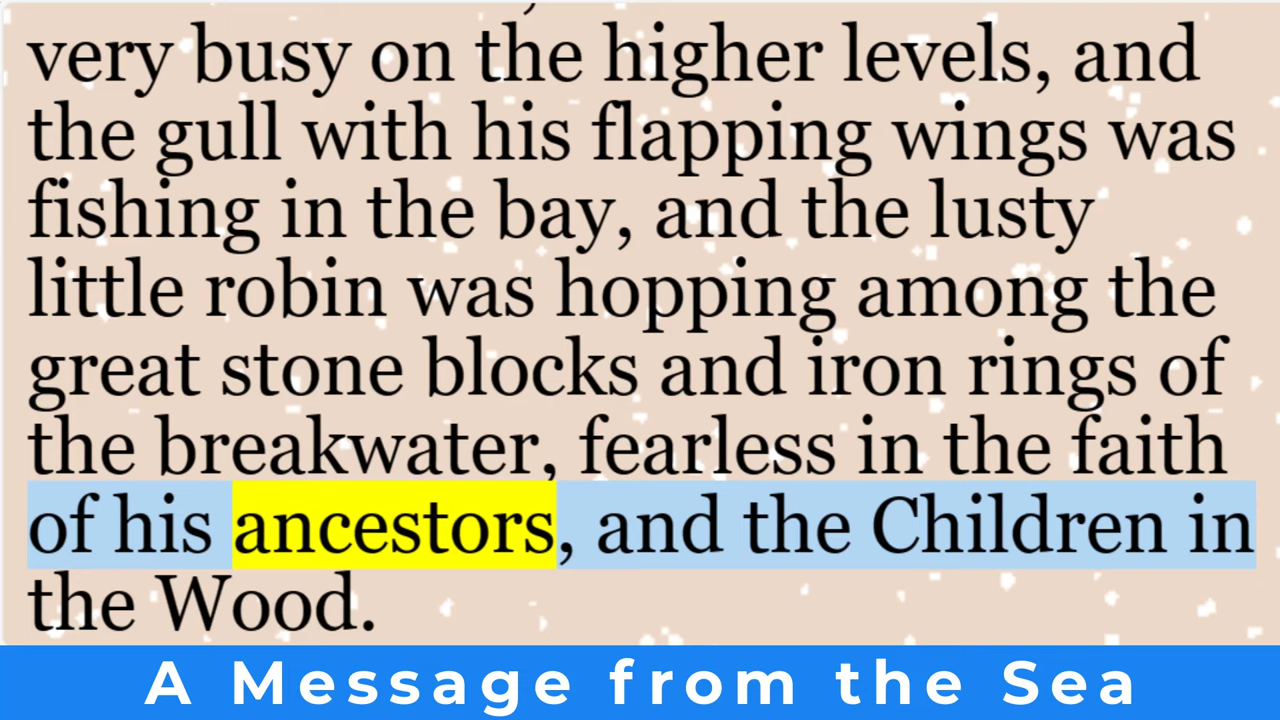 very busy on the higher levels, and
the gull with his flapping wings was
fishing in the bay, and the lusty
little robin was hopping among the
great stone blocks and iron rings of
the breakwater, fearless in the faith
of his ancestors, and the Children in
the Wood.
A Message from the Sea